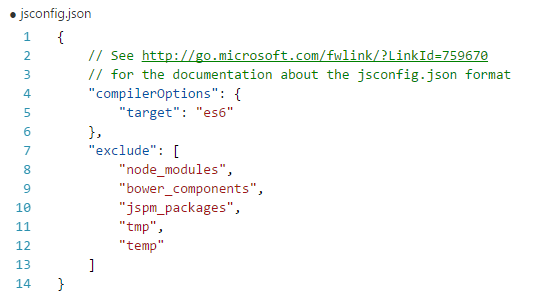 ● jsconfig.json
1 {
2     // See http://go.microsoft.com/fwlink/?LinkId=759670
3     // for the documentation about the jsconfig.json format
4     "compilerOptions": {
5         "target": "es6"
6     },
7     "exclude": [
8         "node_modules",
9         "bower_components",
10         "jspm_packages",
11         "tmp",
12         "temp"
13     ]
14 }